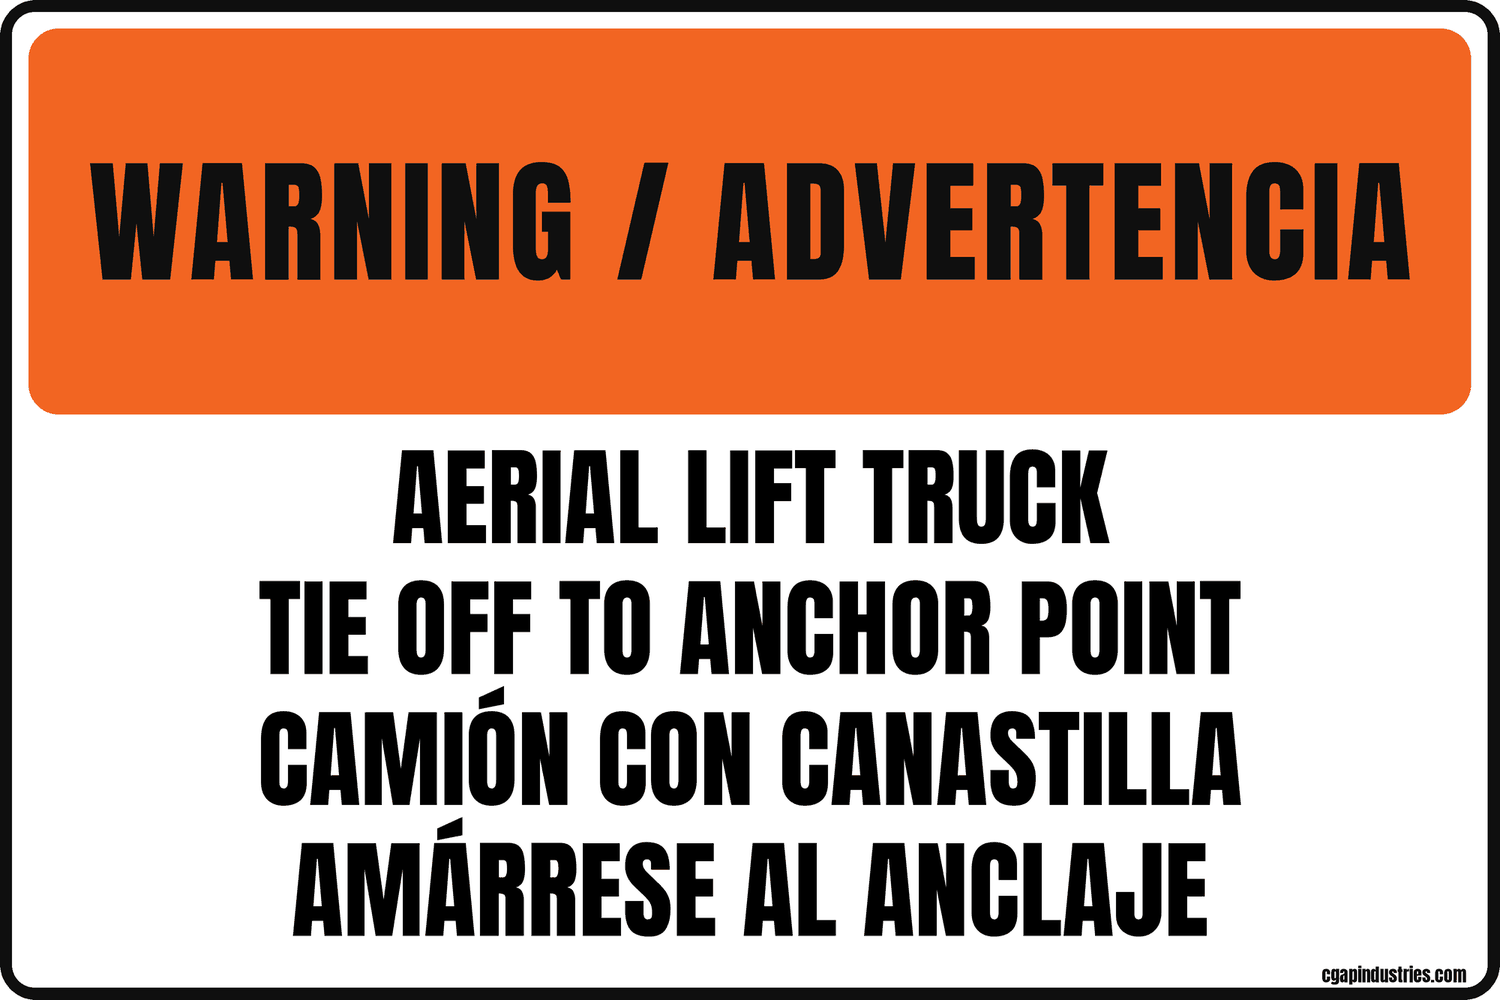 WARNING / ADVERTENCIA
AERIAL LIFT TRUCK
TIE OFF TO ANCHOR POINT
CAMIÓN CON CANASTILLA
AMÁRRESE AL ANCLAJE
cgapindustries.com